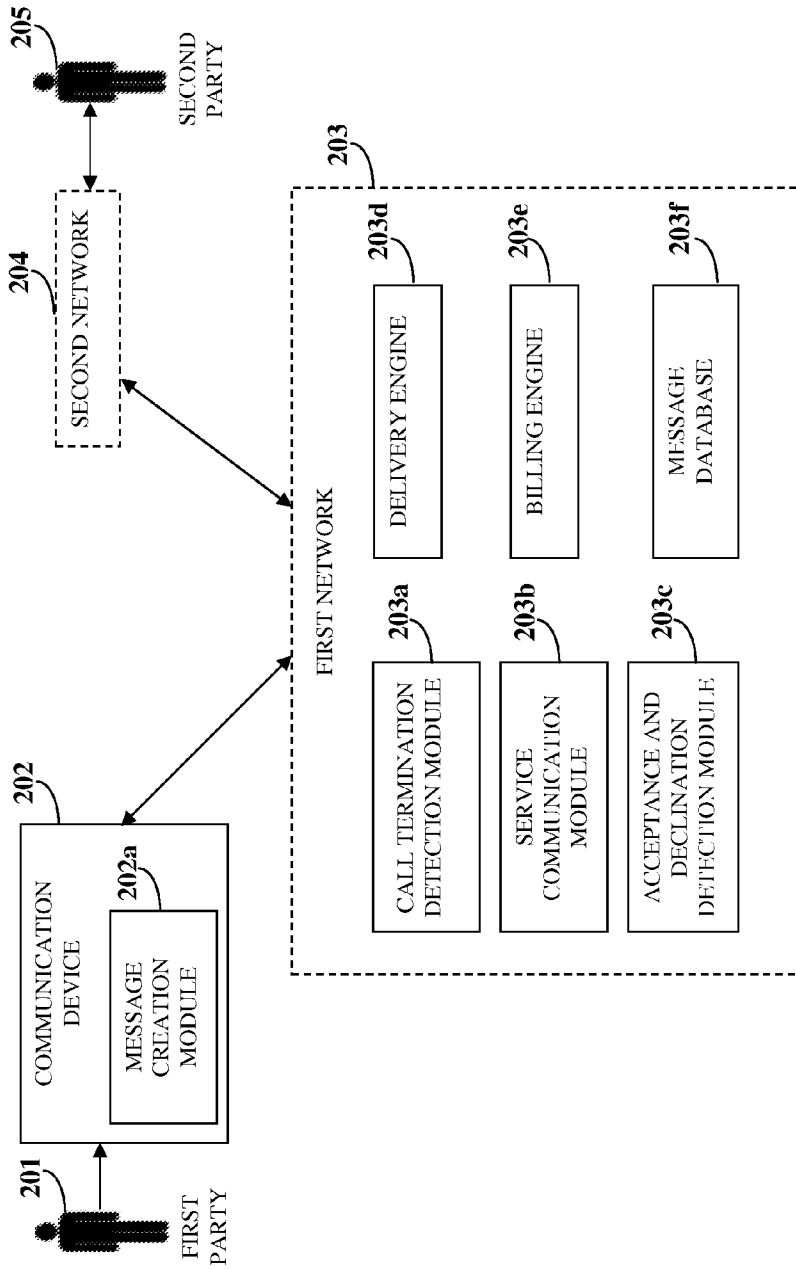 201
FIRST
PARTY
202
COMMUNICATION
DEVICE
202a
MESSAGE
CREATION
MODULE
204
SECOND NETWORK
205
SECOND
PARTY
203
FIRST NETWORK
203a
CALL TERMINATION
DETECTION MODULE
203d
DELIVERY ENGINE
203b
SERVICE
COMMUNICATION
MODULE
203e
BILLING ENGINE
203c
ACCEPTANCE AND
DECLINATION
DETECTION MODULE
203f
MESSAGE
DATABASE